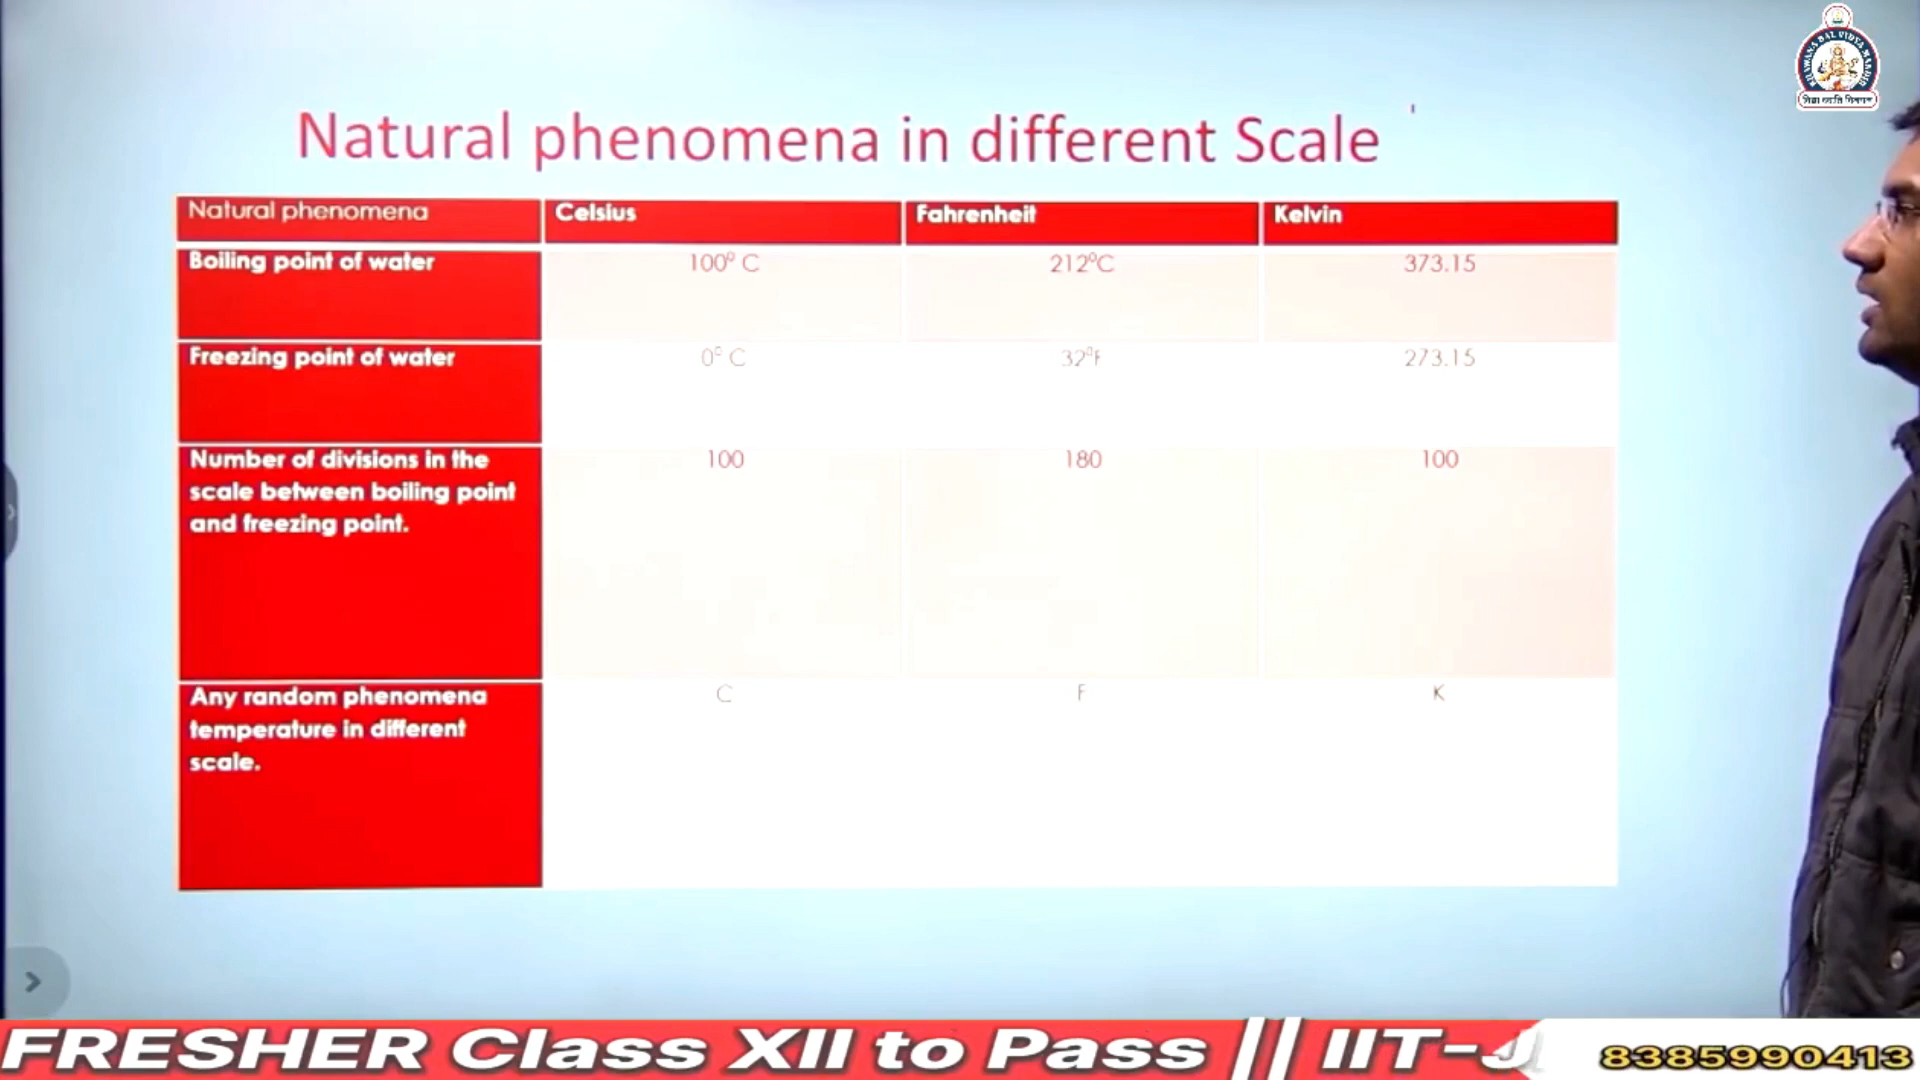 Natural phenomena in different Scale
Natural phenomena
Celsius
Fahrenheit
Kelvin
Boiling point of water
100⁰ C
212⁰C
373.15
Freezing point of water
0⁰ C
32⁰F
273.15
Number of divisions in the
scale between boiling point
and freezing point.
100
180
100
Any random phenomena
temperature in different
scale.
C
F
K
FRESHER Class XII to Pass || IIT-J
8385990413